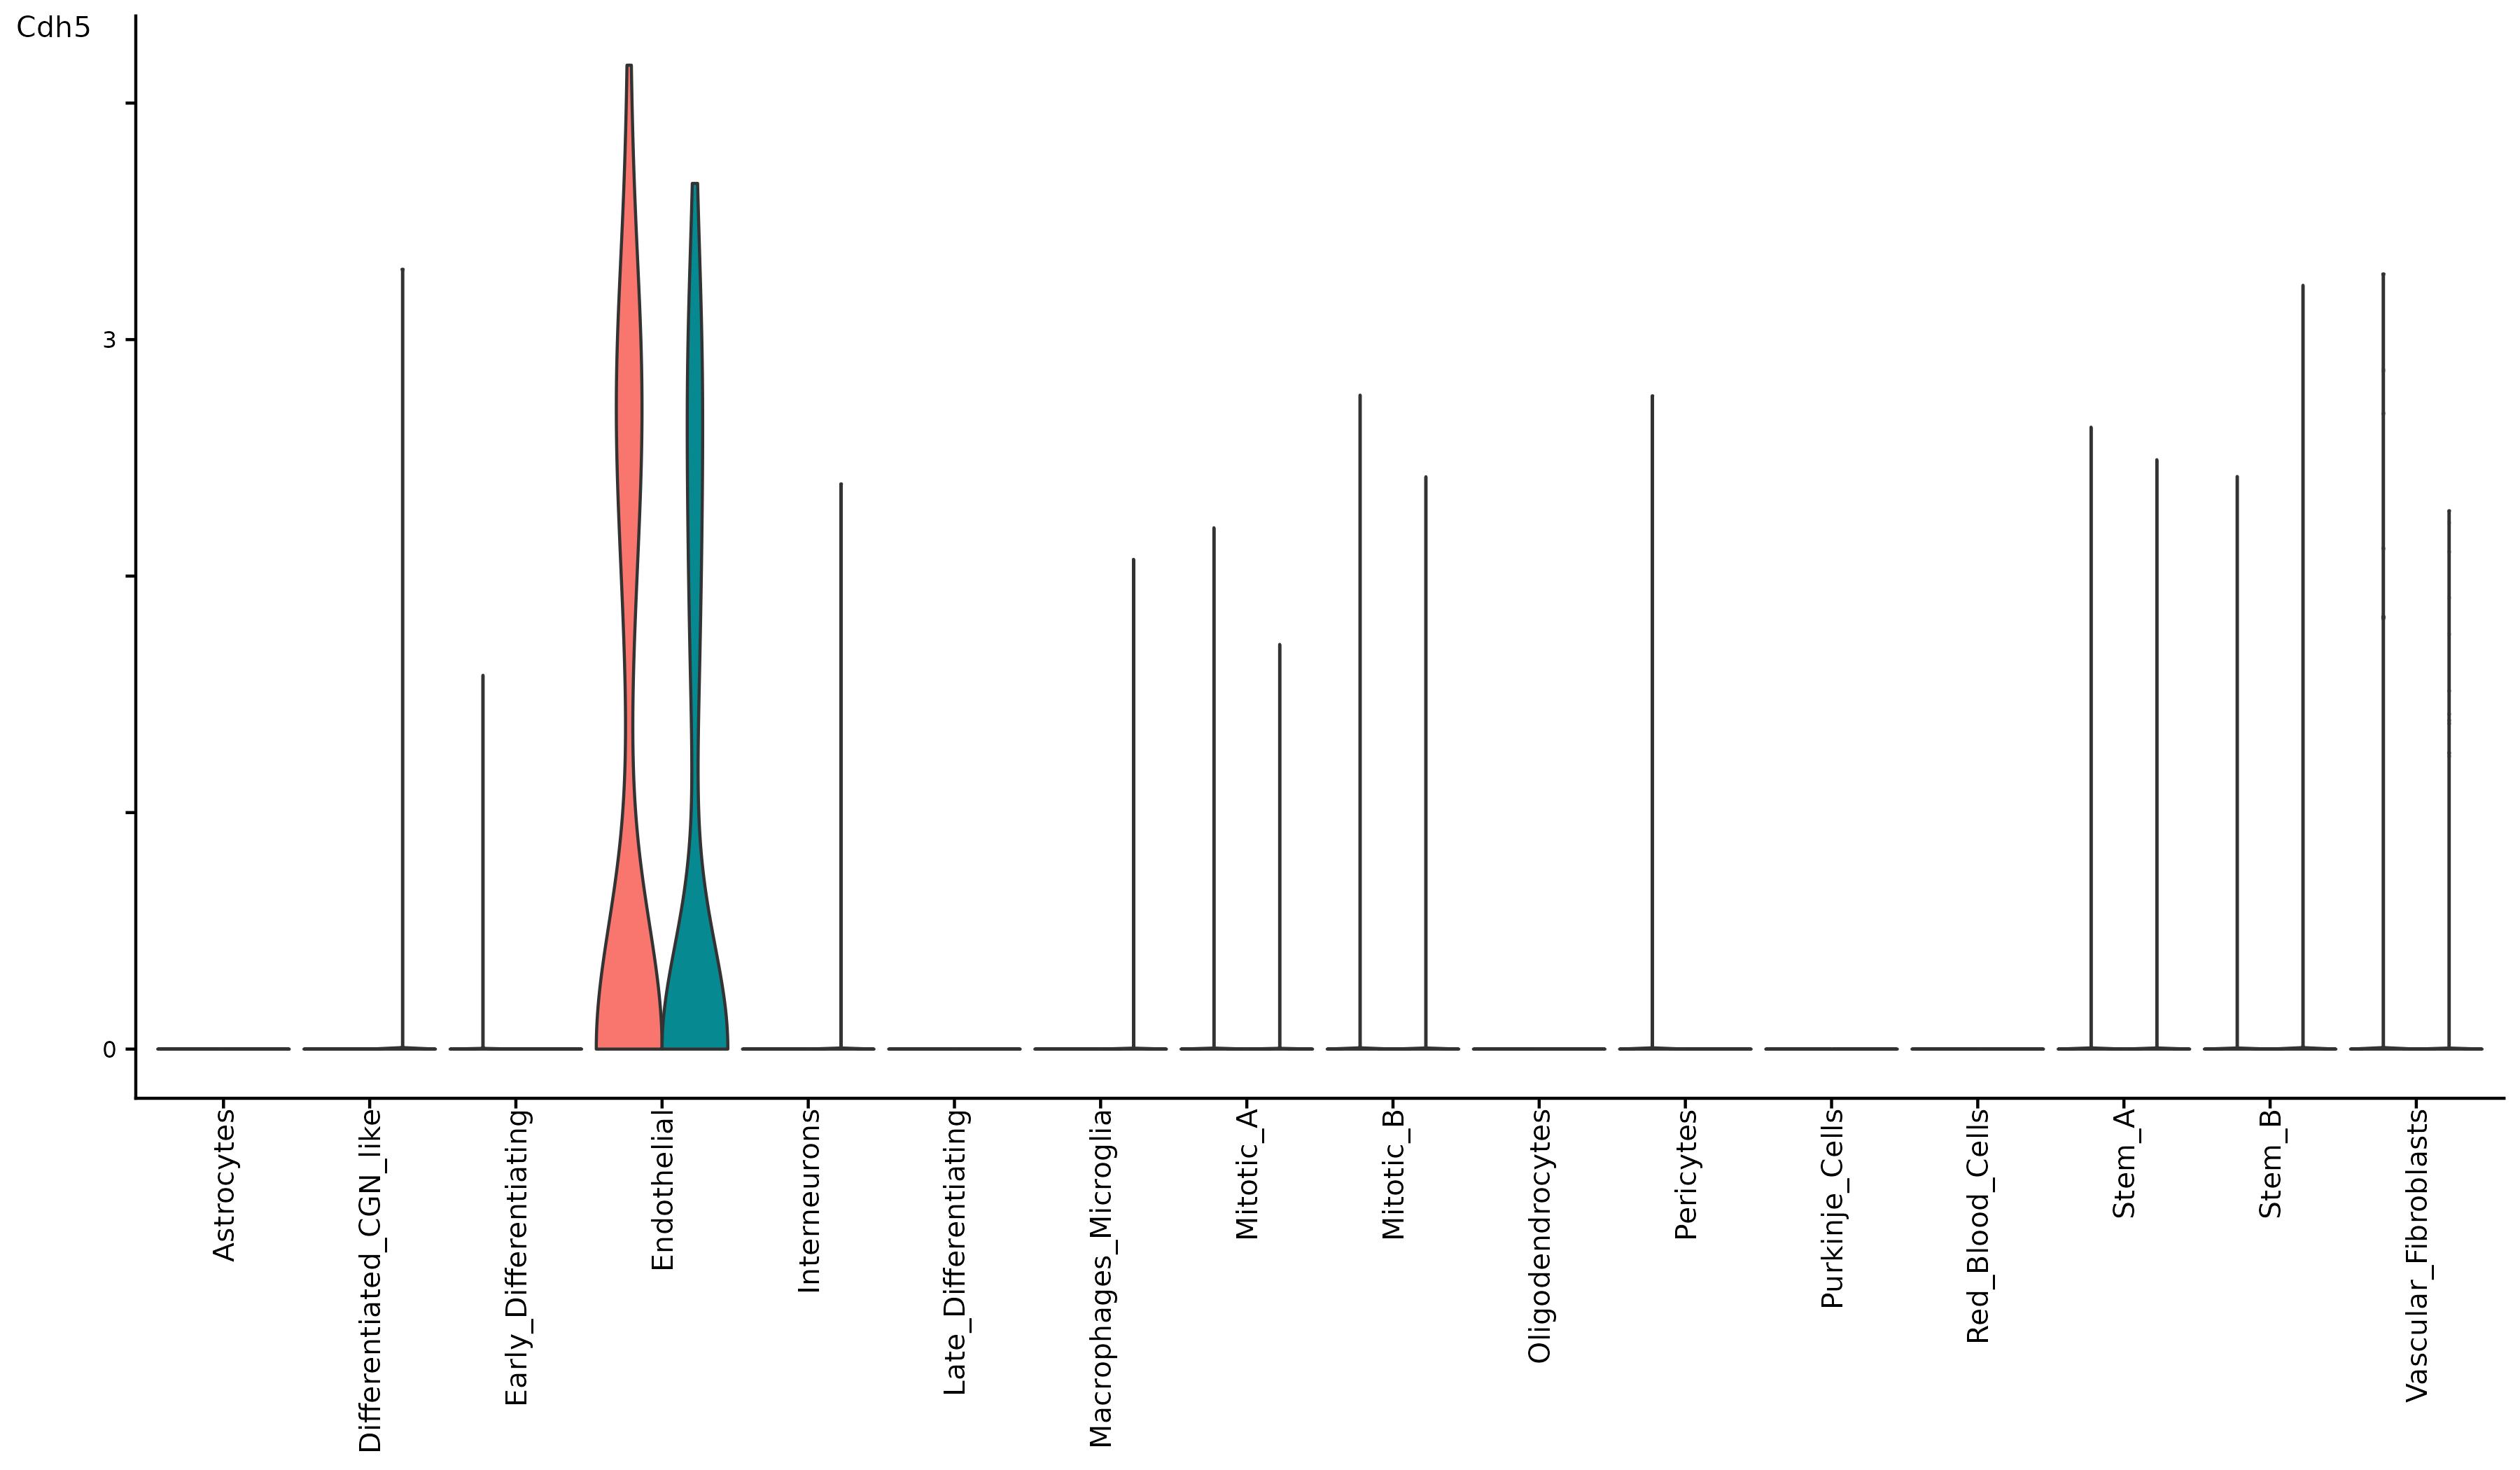 Cdh5
3
0
Astrocytes
Differentiated_CGN_like
Early_Differentiating
Endothelial
Interneurons
Late_Differentiating
Macrophages_Microglia
Mitotic_A
Mitotic_B
Oligodendrocytes
Pericytes
Purkinje_Cells
Red_Blood_Cells
Stem_A
Stem_B
Vascular_Fibroblasts